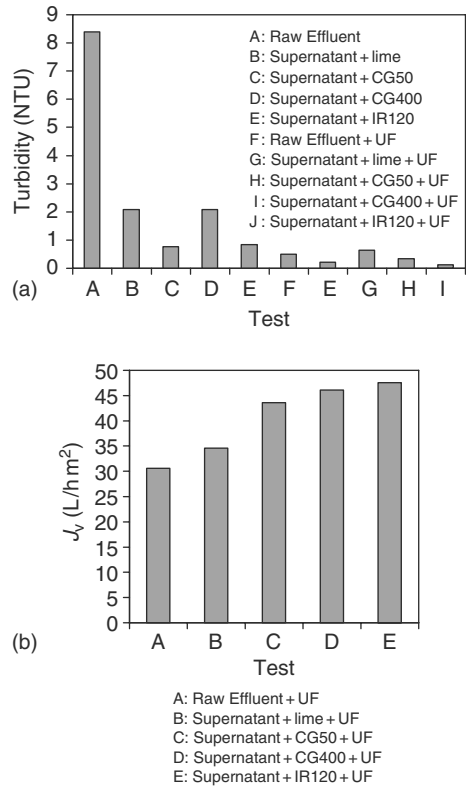 9
8
7
6
5
4
3
2
1
0
Turbidity (NTU)
A: Raw Effluent
B: Supernatant + lime
C: Supernatant + CG50
D: Supernatant + CG400
E: Supernatant + IR120
F: Raw Effluent + UF
G: Supernatant + lime + UF
H: Supernatant + CG50 + UF
I: Supernatant + CG400 + UF
J: Supernatant + IR120 + UF
(a)
A B C D E F E G H I
Test
50
45
40
35
30
25
20
15
10
5
0
Jv (L/hm²)
(b)
A B C D E
Test
A: Raw Effluent + UF
B: Supernatant + lime + UF
C: Supernatant + CG50 + UF
D: Supernatant + CG400 + UF
E: Supernatant + IR120 + UF